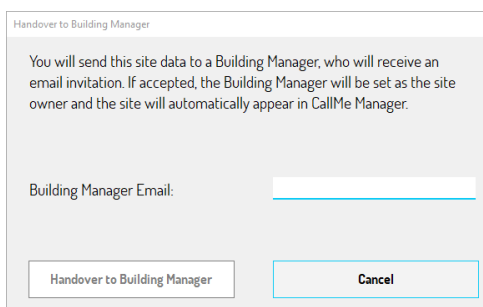 Handover to Building Manager
You will send this site data to a Building Manager, who will receive an
email invitation. If accepted, the Building Manager will be set as the site
owner and the site will automatically appear in CallMe Manager.
Building Manager Email:
Handover to Building Manager
Cancel